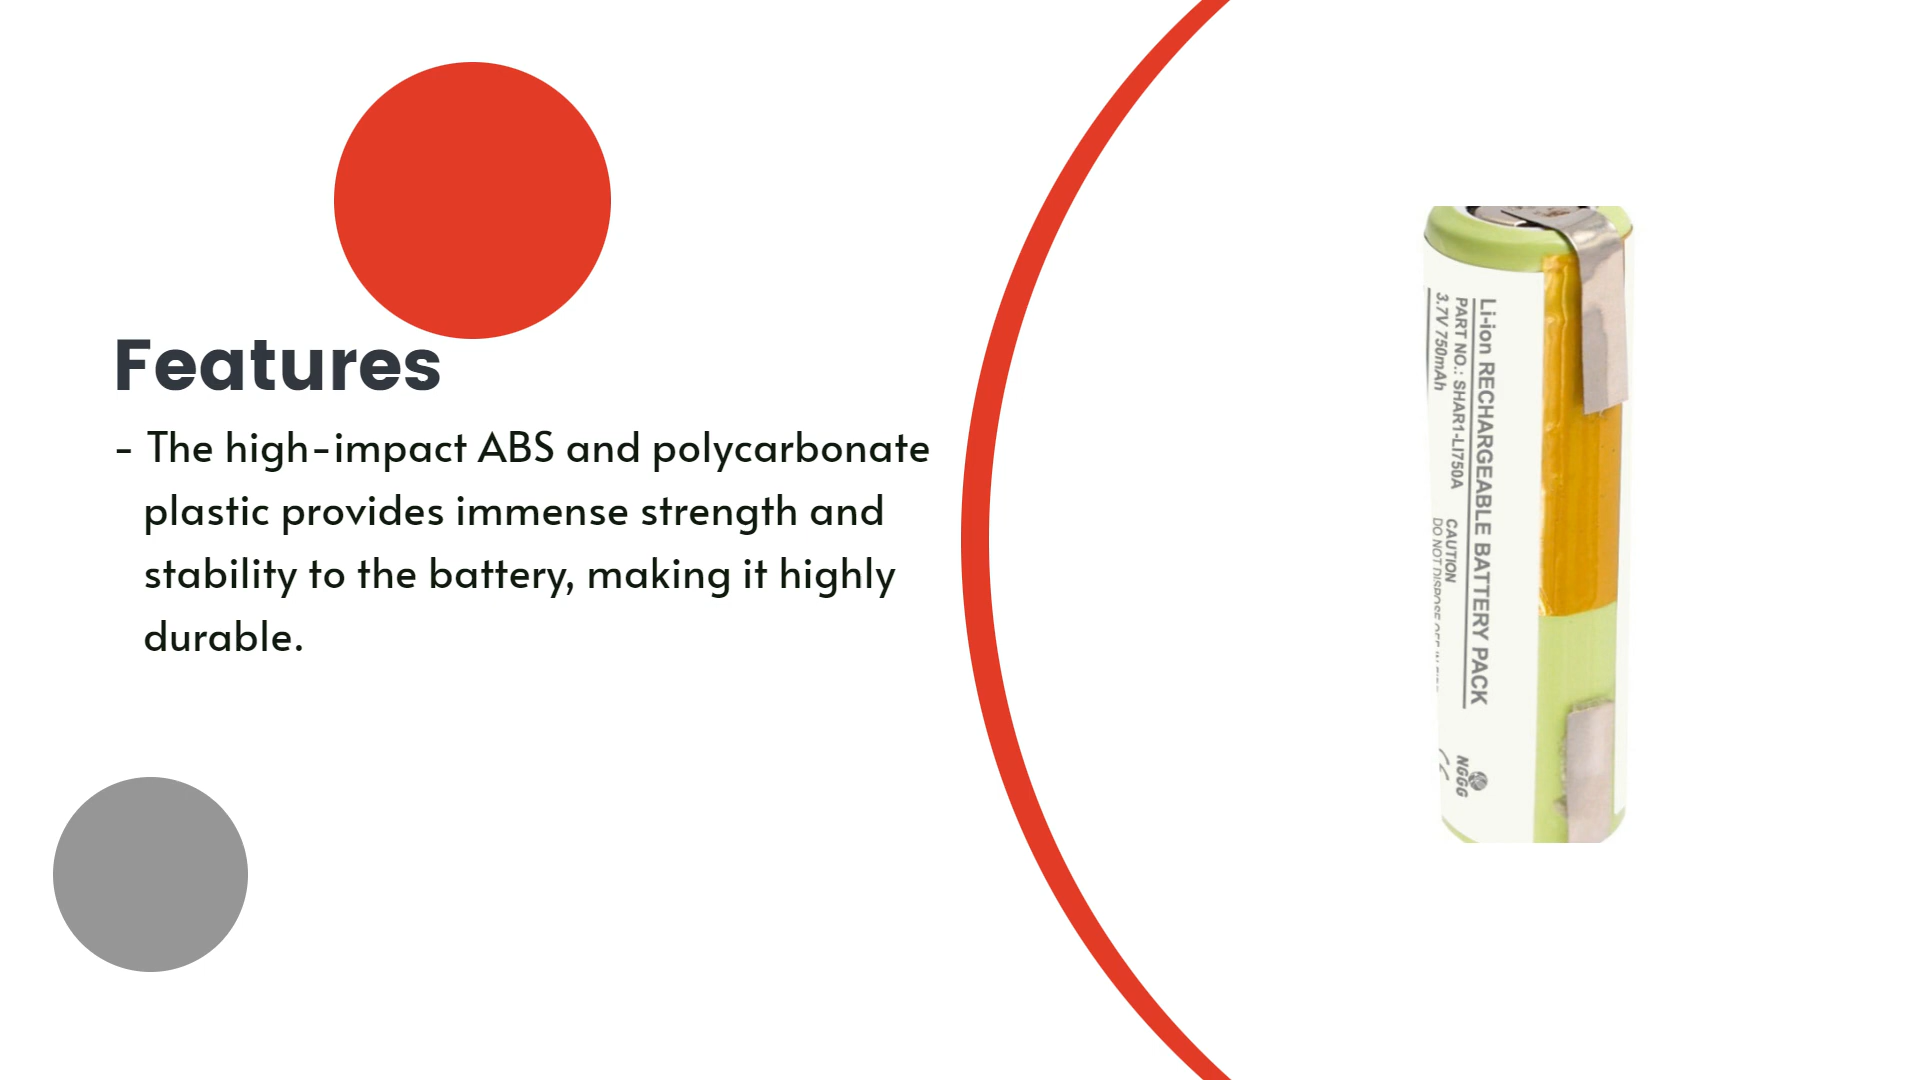 Features
- The high-impact ABS and polycarbonate
plastic provides immense strength and
stability to the battery, making it highly
durable.
Li-ion RECHARGEABLE BATTERY PACK
PART NO.: SHAR1-LI750A
3.7V 750mAh
CAUTION
DO NOT DISPOSE OFF IN
NGGG